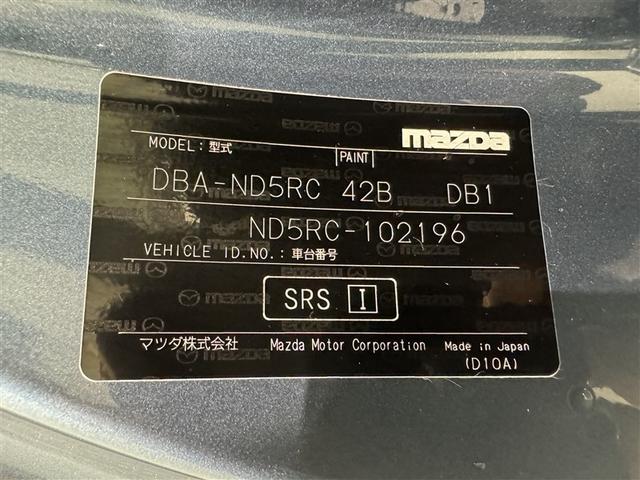 mazda
MODEL:型式 PAINT
DBA-ND5RC 42B DB1
ND5RC-102196
VEHICLE ID.NO.:車台番号
SRS I
マツダ株式会社 Mazda Motor Corporation Made in Japan
(D10A)